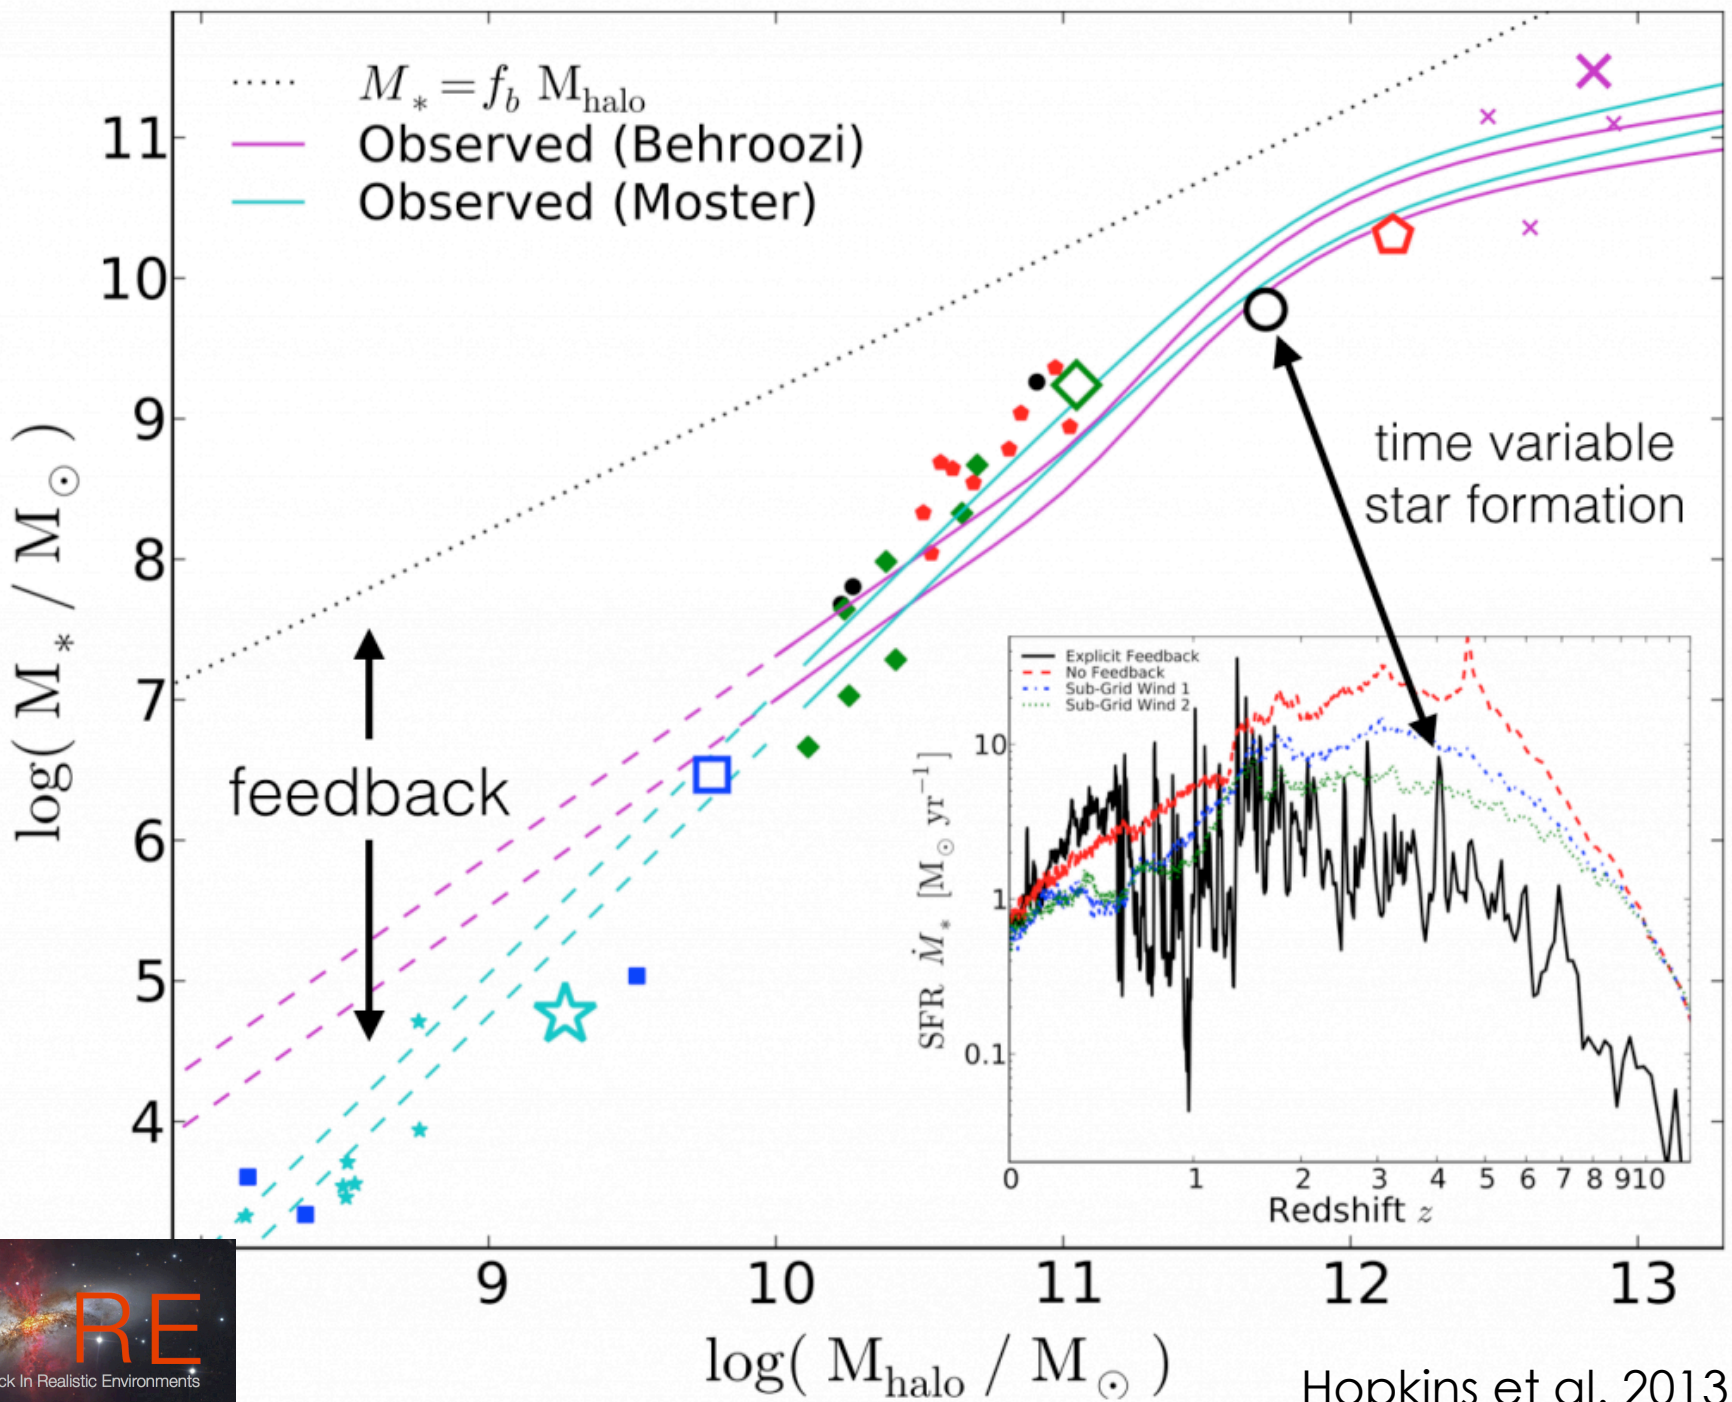 M* = f_b M_halo
Observed (Behroozi)
Observed (Moster)
11
10
9
8
7
6
5
4
log( M* / M⊙ )
feedback
time variable
star formation
Explicit Feedback
No Feedback
Sub-Grid Wind 1
Sub-Grid Wind 2
10
1
0.1
SFR Ṁ* [M⊙ yr⁻¹]
0 1 2 3 4 5 6 7 8 9 10
Redshift z
9 10 11 12 13
log( M_halo / M⊙ )
RE
ck In Realistic Environments
Hopkins et al. 2013